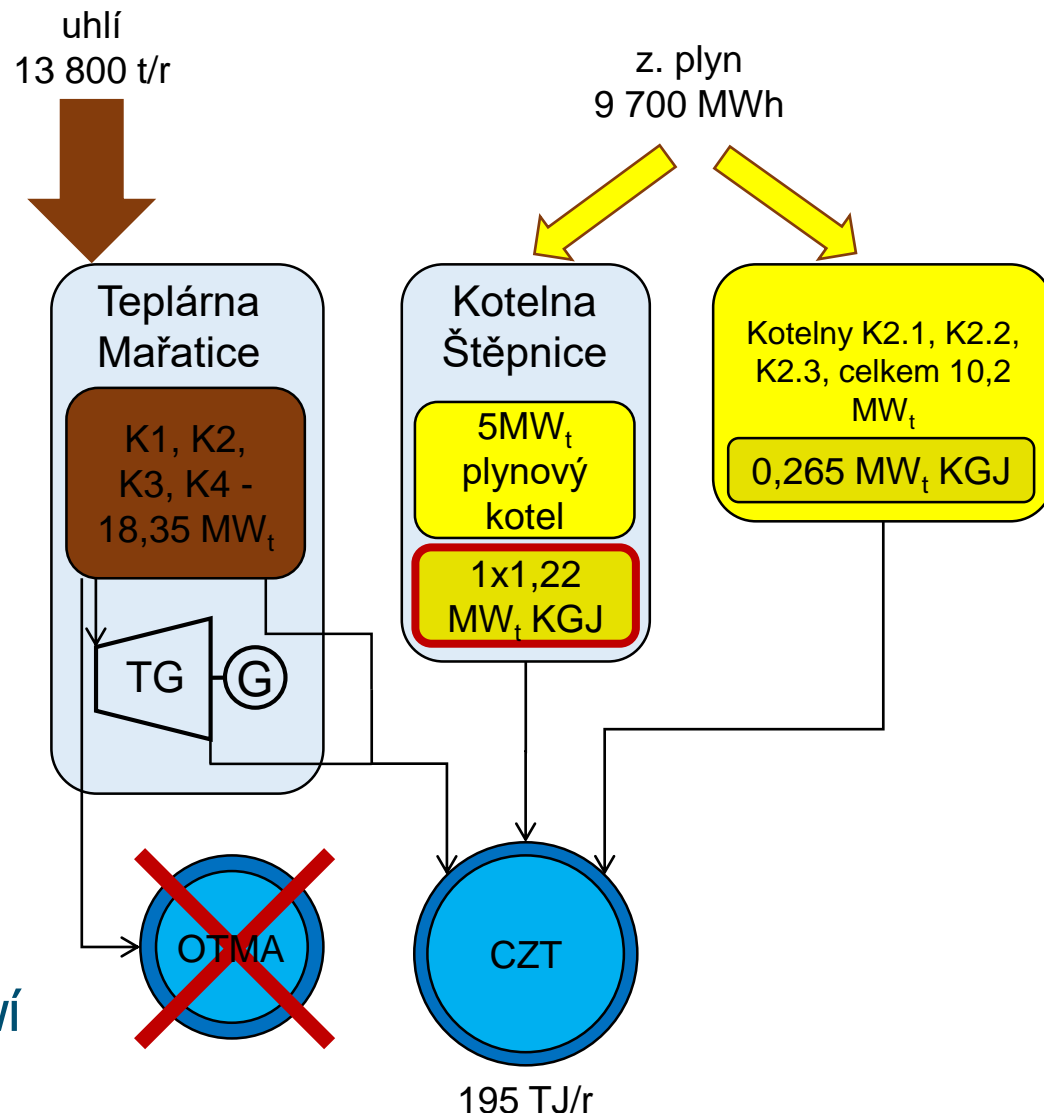 uhlí
13 800 t/r
z. plyn
9 700 MWh
Teplárna
Mařatice
K1, K2,
K3, K4 -
18,35 MWt
TG
G
Kotelna
Štěpnice
5MWt
plynový
kotel
1x1,22
MWt KGJ
Kotelny K2.1, K2.2,
K2.3, celkem 10,2
MWt
0,265 MWt KGJ
OTMA
CZT
195 TJ/r